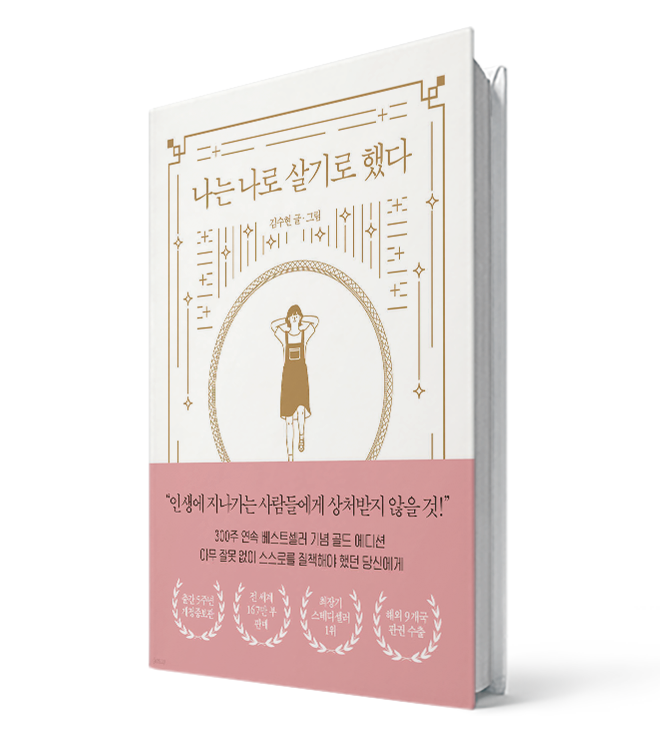 나는 나로 살기로 했다
김수현 글·그림
“인생에 지나가는 사람들에게 상처받지 않을 것!”
300주 연속 베스트셀러 기념 골드 에디션
아무 잘못 없이 스스로를 질책해야 했던 당신에게
출간 5주년
개정증보판
전 세계
167만 부
판매
최장기
스테디셀러
1위
해외 9개국
판권 수출